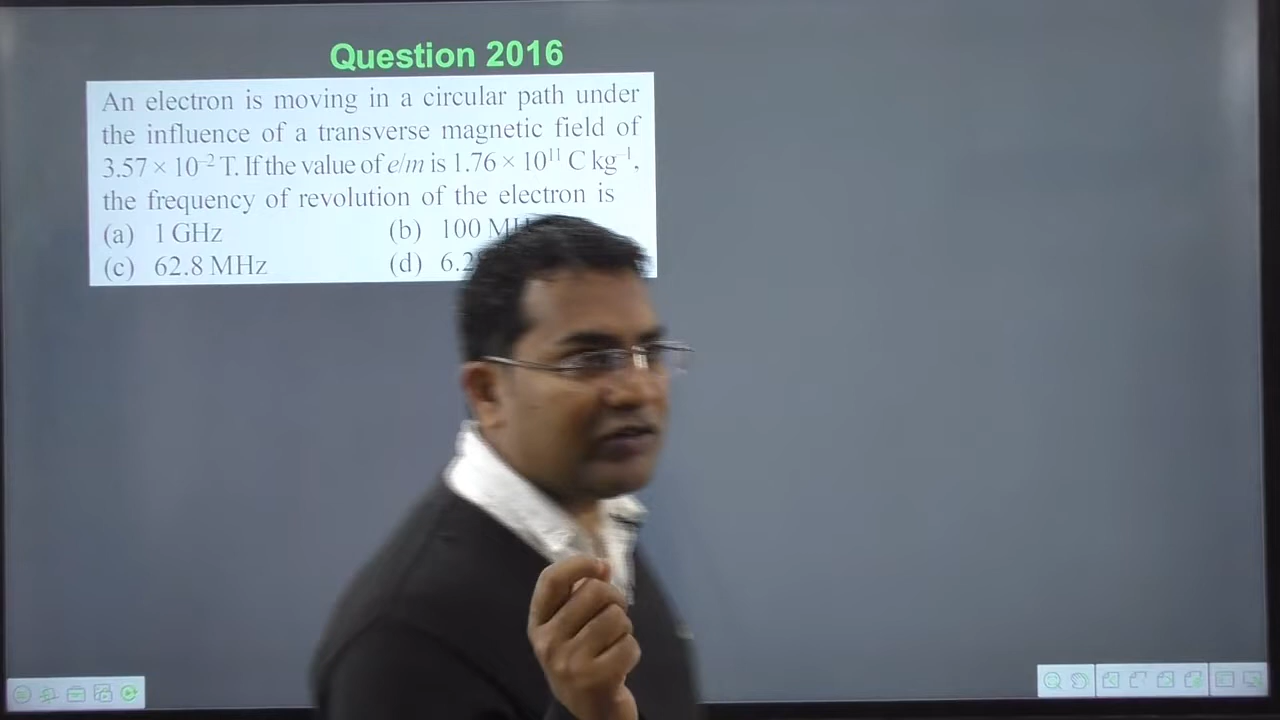 Question 2016
An electron is moving in a circular path under
the influence of a transverse magnetic field of
3.57 × 10⁻² T. If the value of e/m is 1.76 × 10¹¹ C kg⁻¹,
the frequency of revolution of the electron is
(a) 1 GHz (b) 100
(c) 62.8 MHz (d)